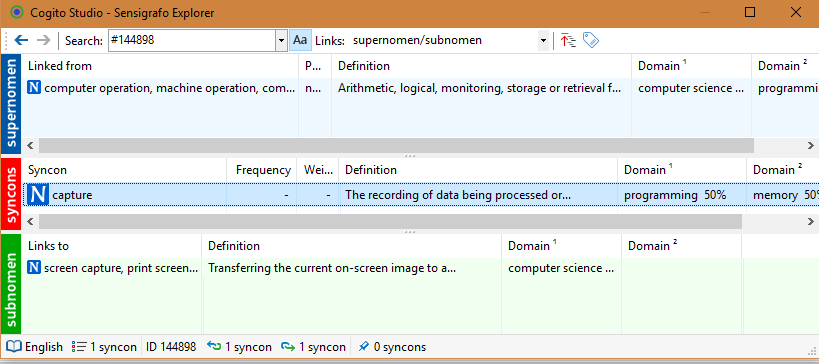 Cogito Studio - Sensigrafo Explorer
Search: #144898 Aa Links: supernomen/subnomen
supernomen
Linked from P... Definition Domain 1 Domain 2
N computer operation, machine operation, com... n... Arithmetic, logical, monitoring, storage or retrieval f... computer science ... programmi
syncons
Syncon Frequency Wei... Definition Domain 1 Domain 2
N capture - - The recording of data being processed or... programming 50% memory 50%
subnomen
Links to Definition Domain 1 Domain 2
N screen capture, print screen... Transferring the current on-screen image to a... computer science ...
English 1 syncon ID 144898 1 syncon 1 syncon 0 syncons